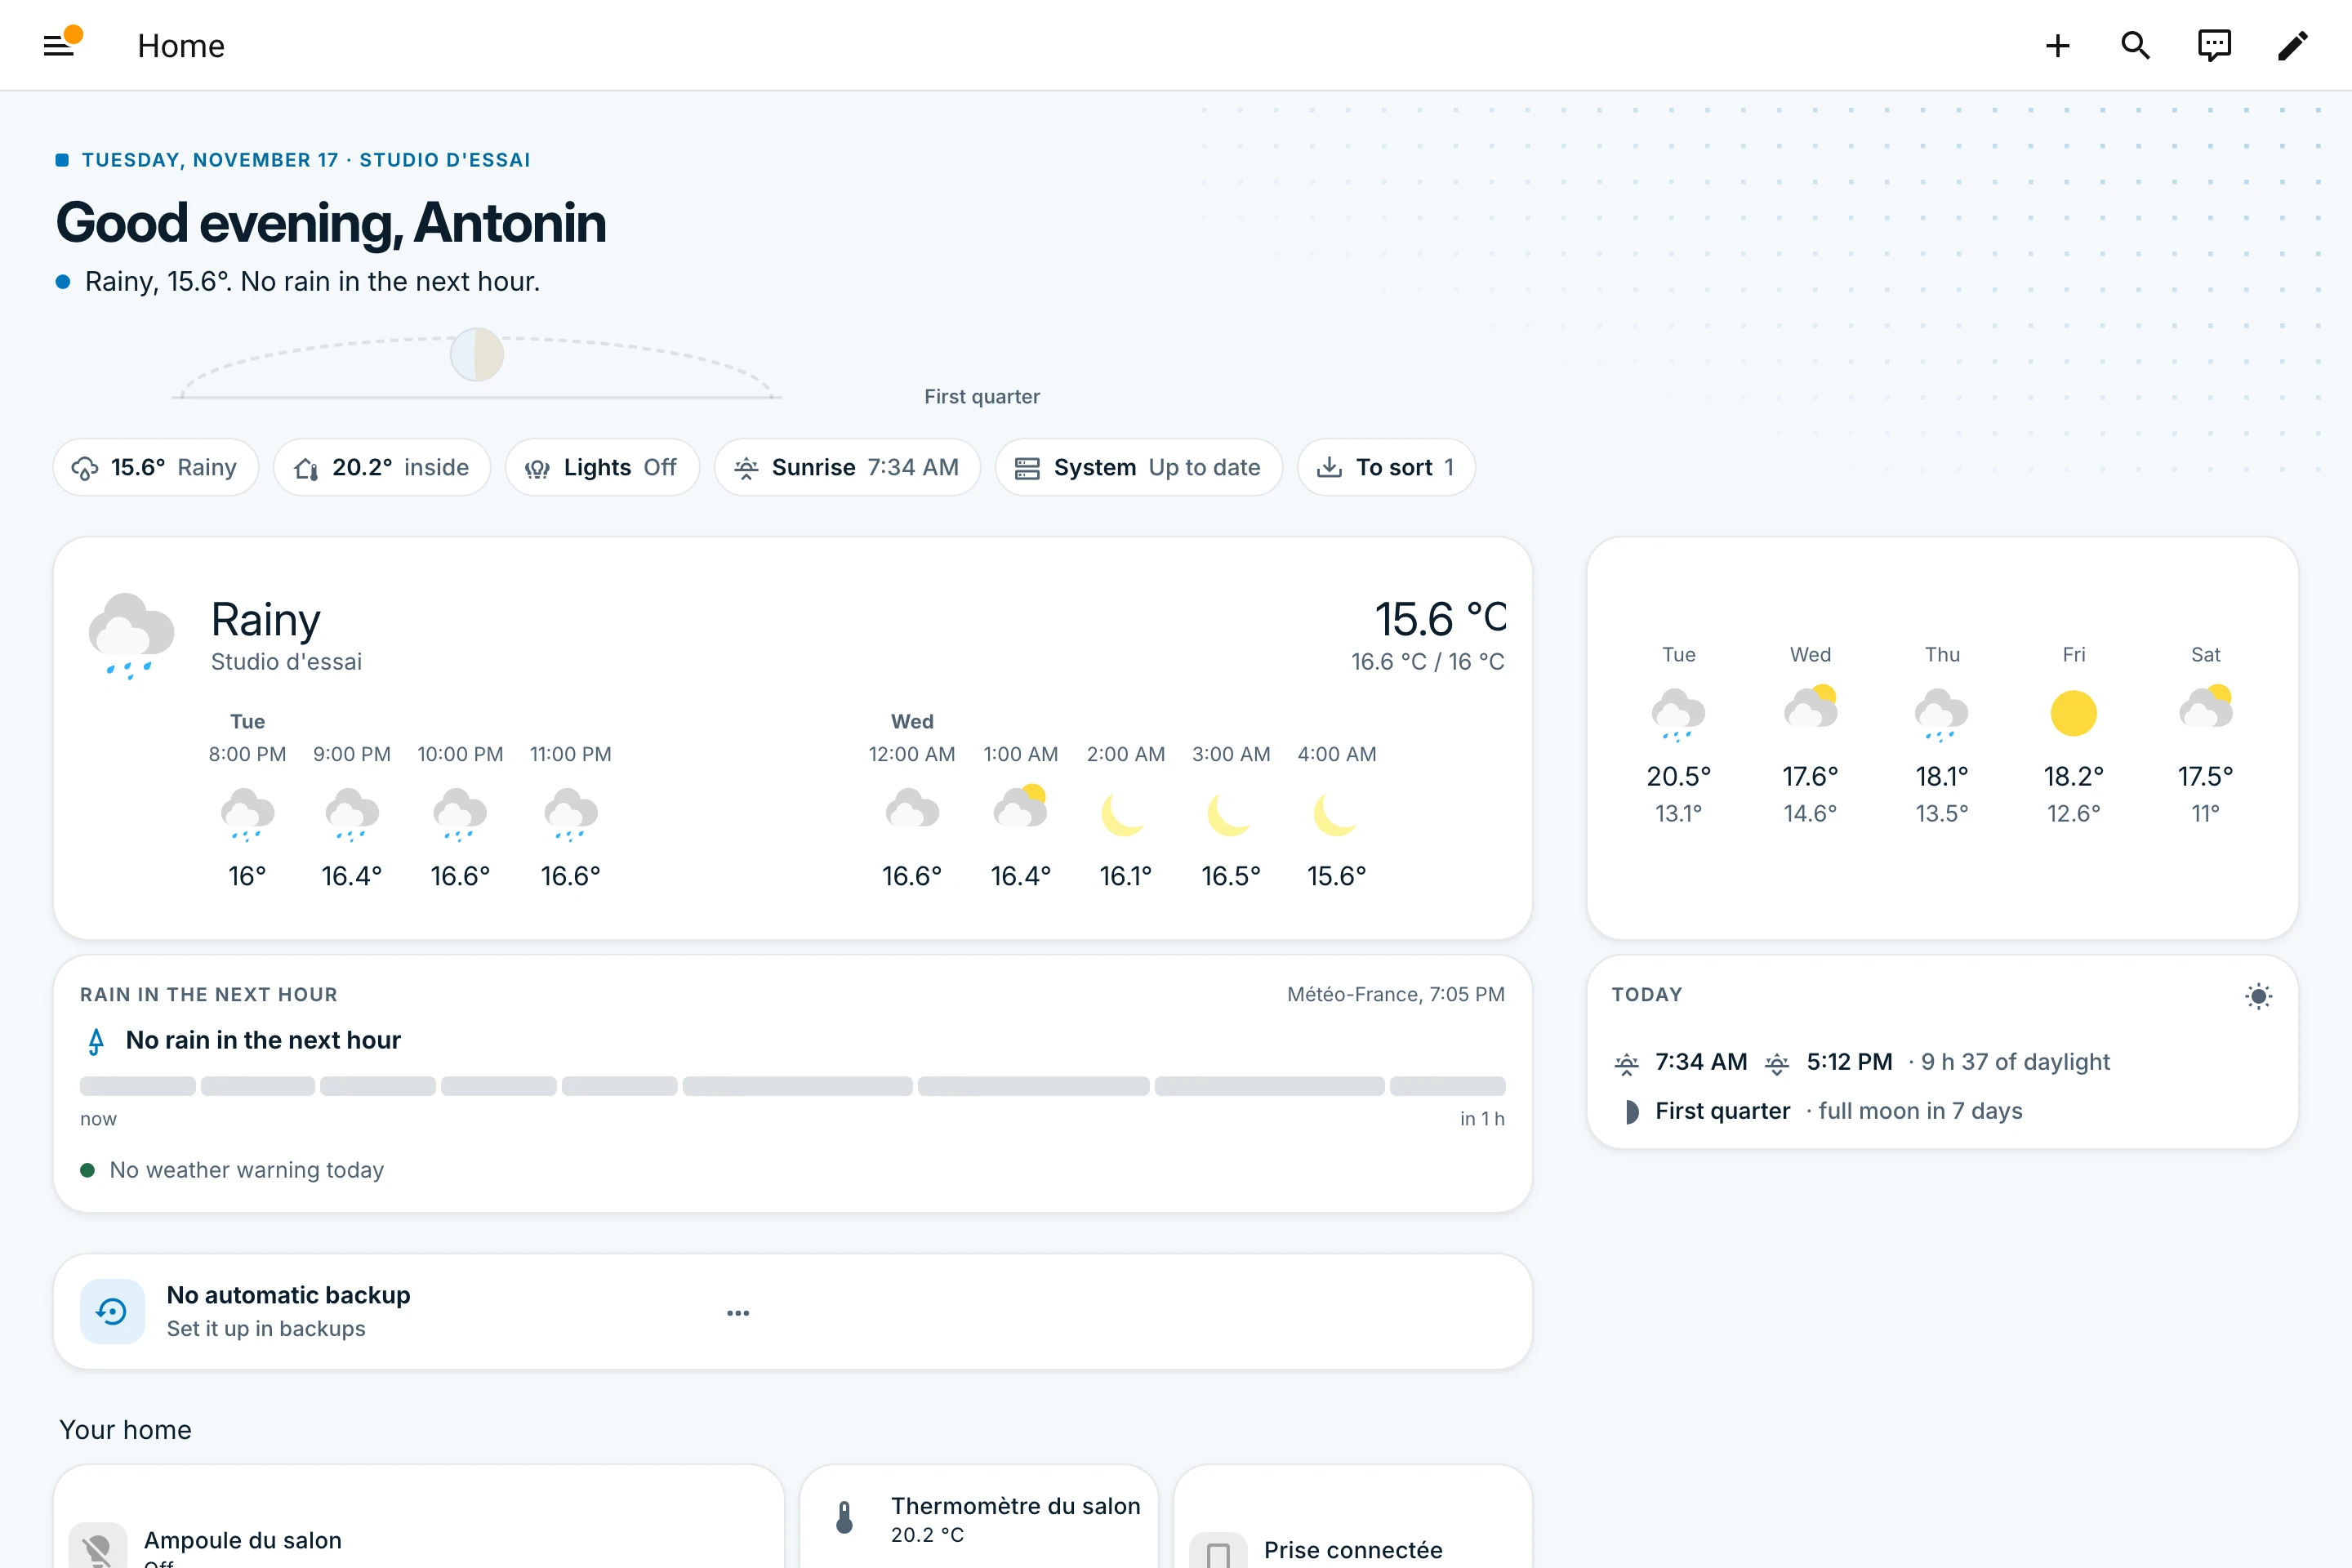 Home
TUESDAY, NOVEMBER 17 · STUDIO D'ESSAI
Good evening, Antonin
Rainy, 15.6°. No rain in the next hour.
First quarter
15.6° Rainy
20.2° inside
Lights Off
Sunrise 7:34 AM
System Up to date
To sort 1
Rainy
Studio d'essai
15.6 °C
16.6 °C / 16 °C
Tue Wed
8:00 PM 9:00 PM 10:00 PM 11:00 PM 12:00 AM 1:00 AM 2:00 AM 3:00 AM 4:00 AM
16° 16.4° 16.6° 16.6° 16.6° 16.4° 16.1° 16.5° 15.6°
Tue Wed Thu Fri Sat
20.5° 17.6° 18.1° 18.2° 17.5°
13.1° 14.6° 13.5° 12.6° 11°
RAIN IN THE NEXT HOUR
Météo-France, 7:05 PM
No rain in the next hour
now
in 1 h
No weather warning today
TODAY
7:34 AM 5:12 PM · 9 h 37 of daylight
First quarter · full moon in 7 days
No automatic backup
Set it up in backups
Your home
Ampoule du salon
Off
Thermomètre du salon
20.2 °C
Prise connectée